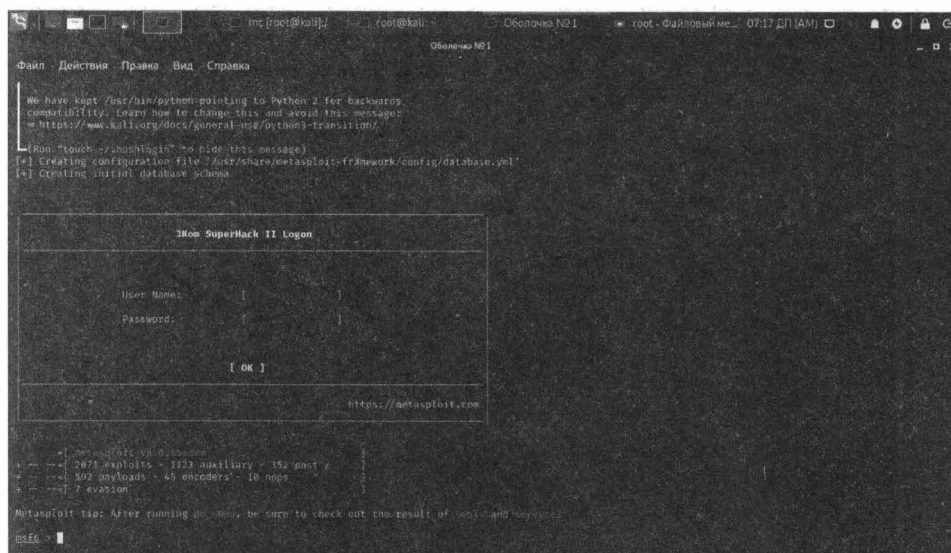 mc [root@kali]:/ root@kali: ~ Оболочка № 1 root - Файловый ме... 07:17 ДП (AM)
Оболочка № 1
Файл Действия Правка Вид Справка
We have kept /usr/bin/python pointing to Python 2 for backwards
compatibility. Learn how to change this and avoid this message:
⇒ https://www.kali.org/docs/general-use/python3-transition/
(Run "touch ~/.hushlogin" to hide this message)
[+] Creating configuration file '/usr/share/metasploit-framework/config/database.yml'
[+] Creating initial database schema
3Kom SuperHack II Logon
User Name: [ ]
Password: [ ]
[ OK ]
https://metasploit.com
=[ metasploit
+ -- --=[ 2071 exploits - 1123 auxiliary - 352 post
+ -- --=[ 592 payloads - 45 encoders - 10 nops
+ -- --=[ 7 evasion
Metasploit tip: After running db_nmap, be sure to check out the result of and services
msf6 >